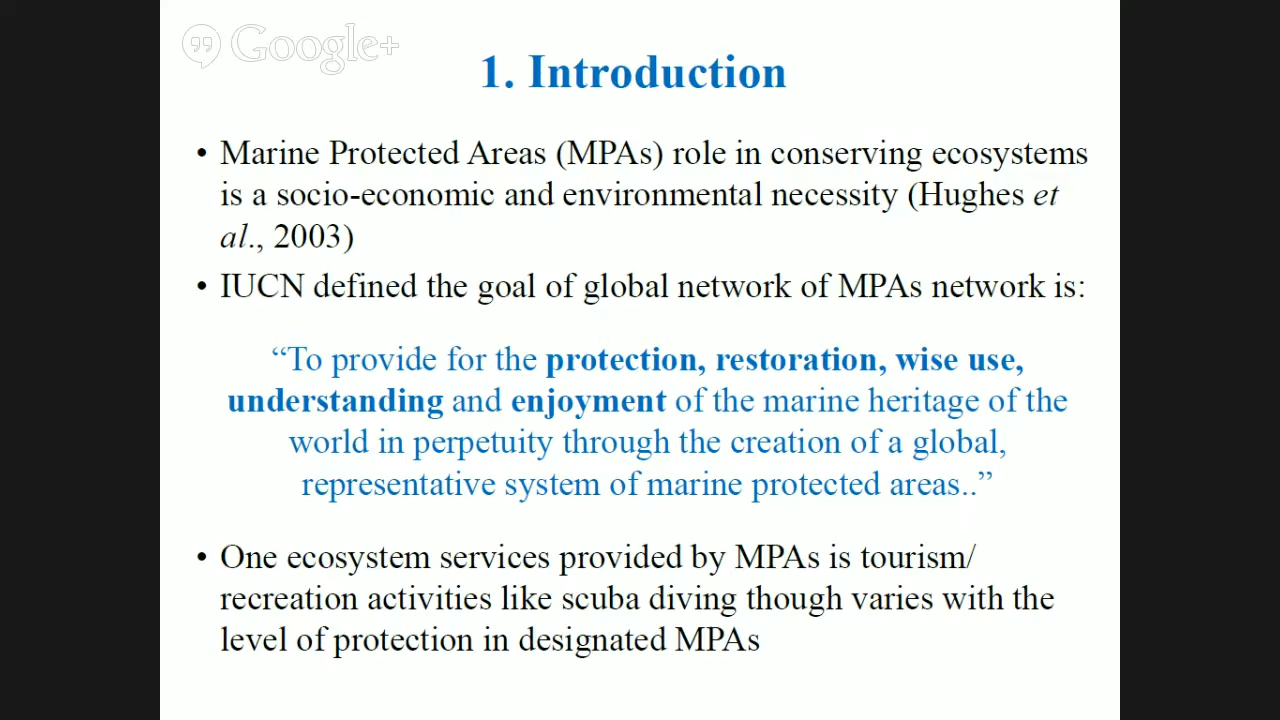 Google+
1. Introduction
• Marine Protected Areas (MPAs) role in conserving ecosystems
is a socio-economic and environmental necessity (Hughes et
al., 2003)
• IUCN defined the goal of global network of MPAs network is:
“To provide for the protection, restoration, wise use,
understanding and enjoyment of the marine heritage of the
world in perpetuity through the creation of a global,
representative system of marine protected areas..”
• One ecosystem services provided by MPAs is tourism/
recreation activities like scuba diving though varies with the
level of protection in designated MPAs